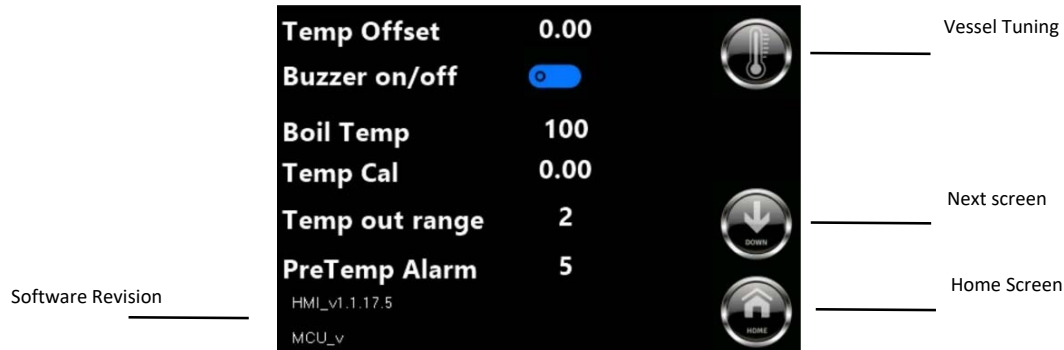 Temp Offset 0.00
Vessel Tuning
Buzzer on/off
Boil Temp 100
Temp Cal 0.00
Next screen
Temp out range 2
DOWN
PreTemp Alarm 5
Home Screen
Software Revision
HMI_v1.1.17.5
HOME
MCU_v